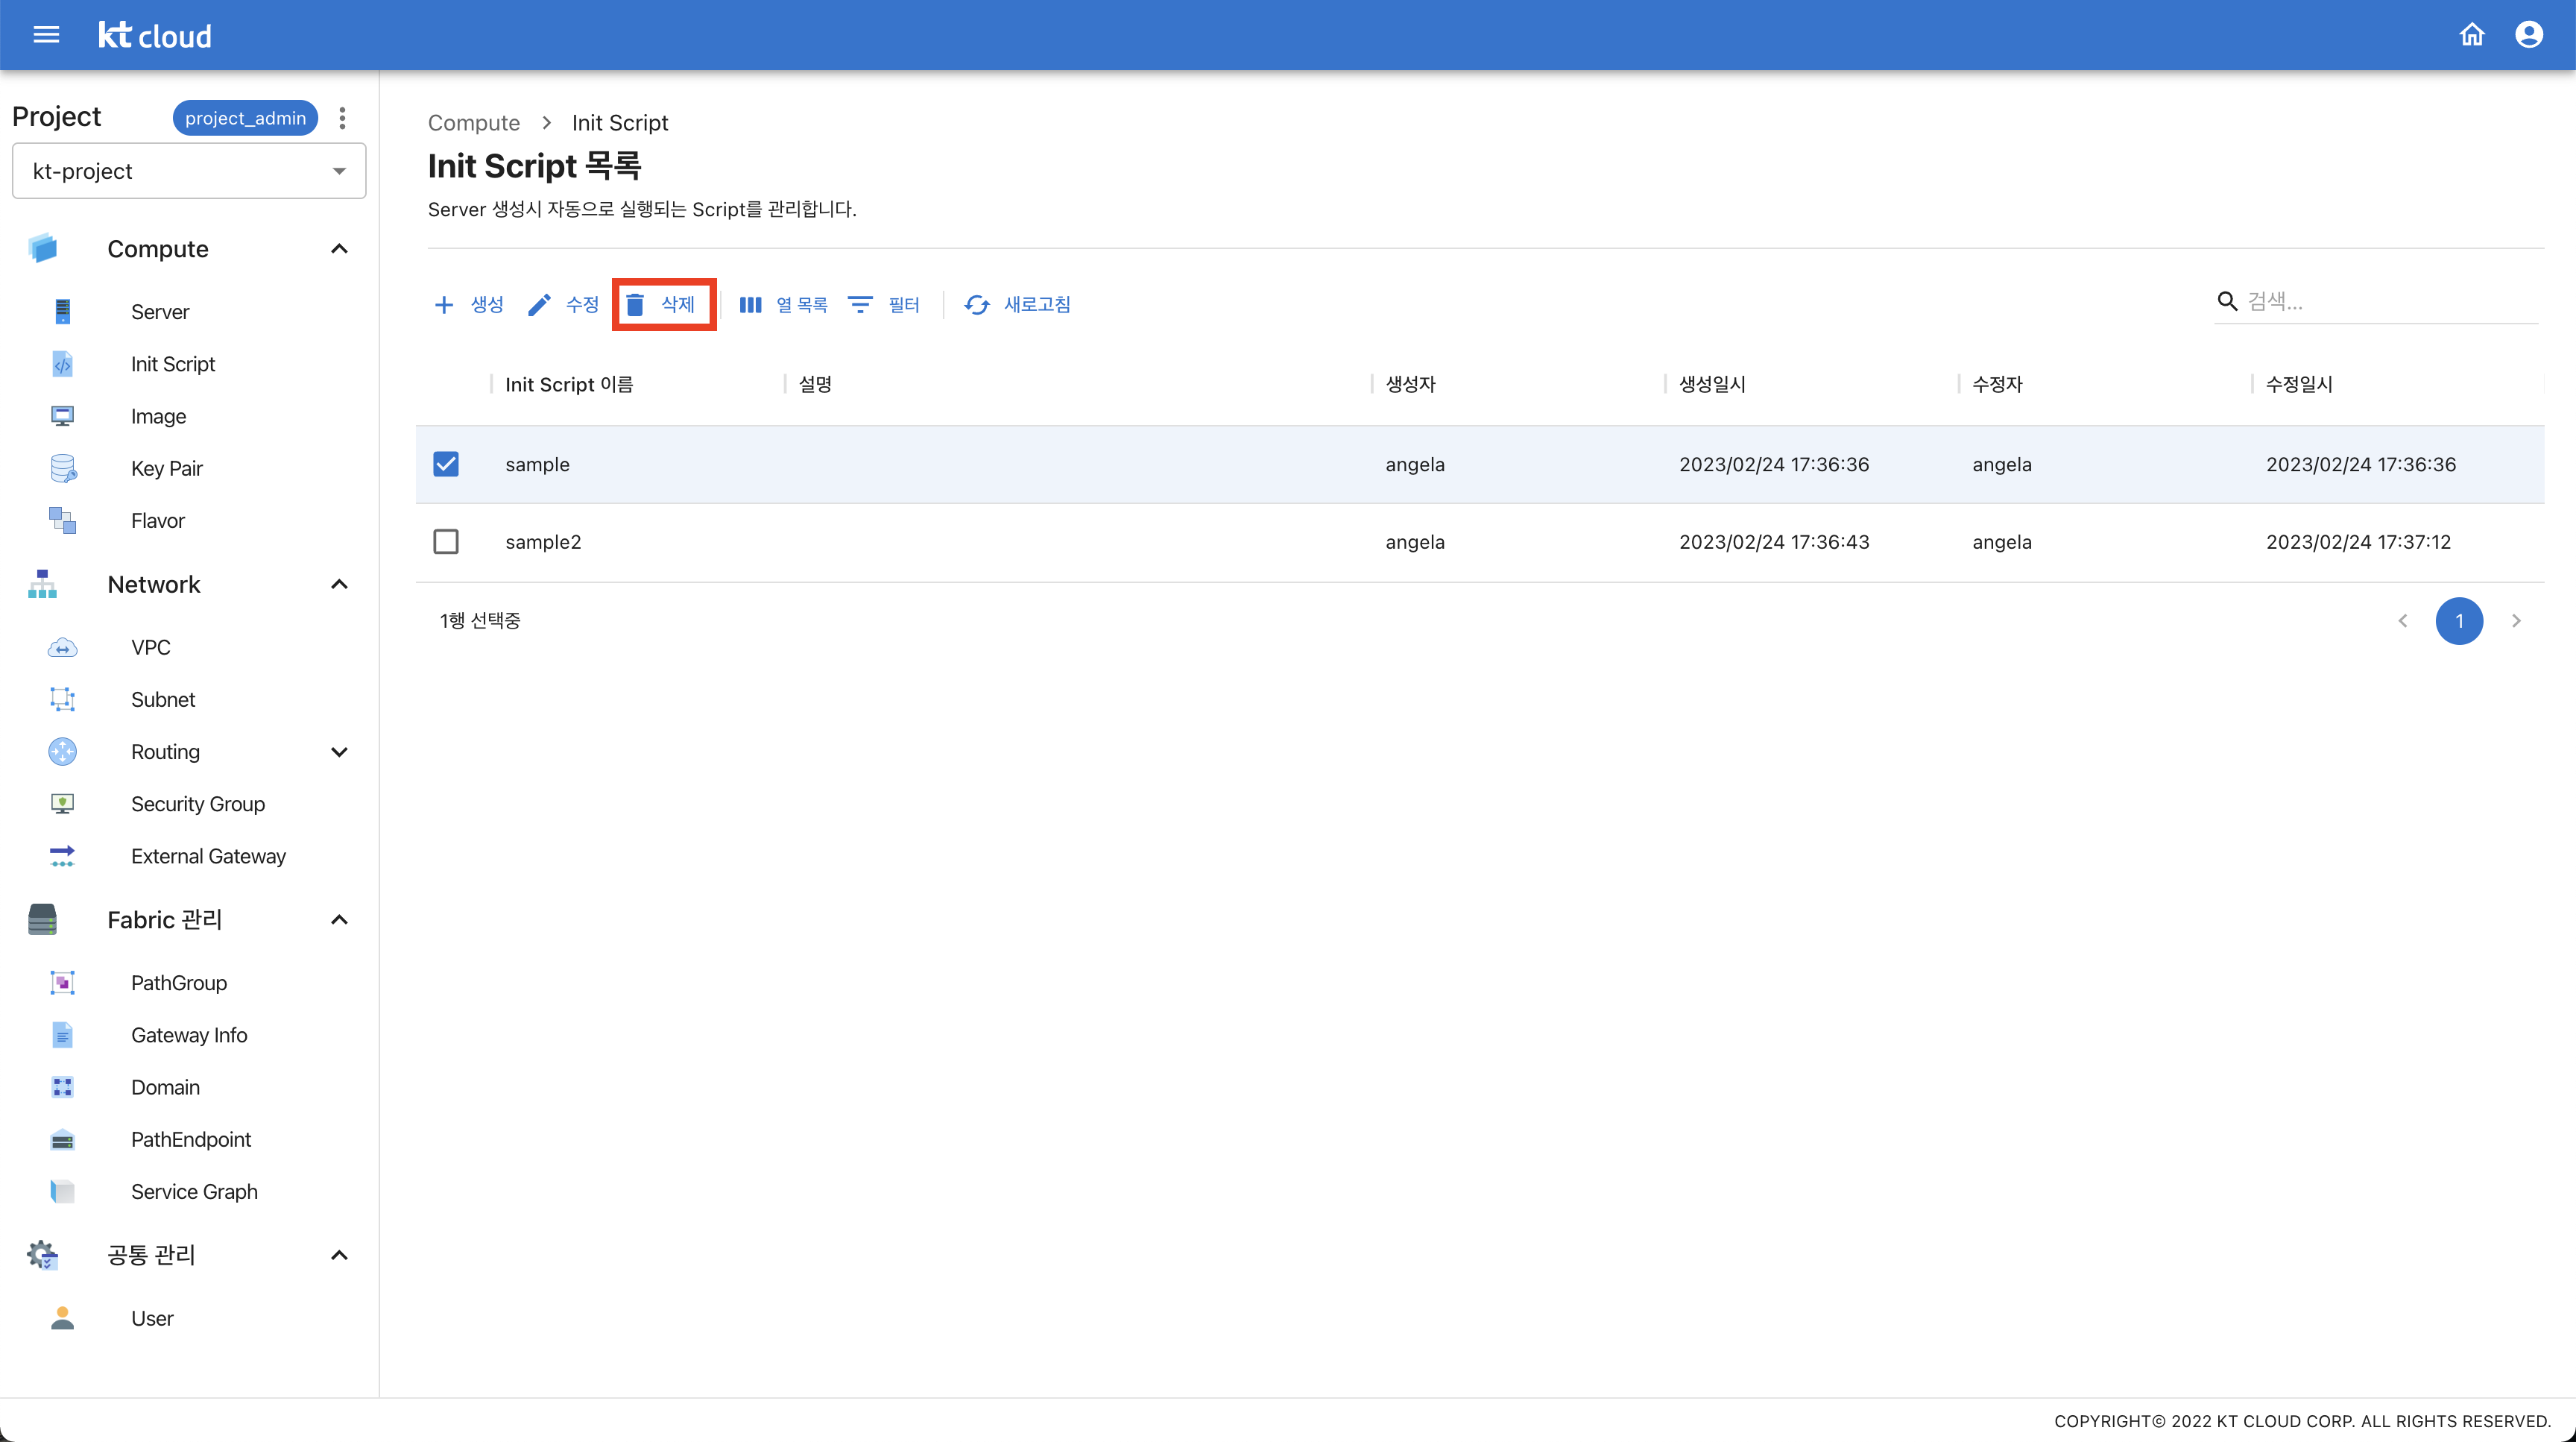 kt cloud
Project
project_admin
kt-project
Compute
Server
Init Script
Image
Key Pair
Flavor
Network
VPC
Subnet
Routing
Security Group
External Gateway
Fabric 관리
PathGroup
Gateway Info
Domain
PathEndpoint
Service Graph
공통 관리
User
Compute > Init Script
Init Script 목록
Server 생성시 자동으로 실행되는 Script를 관리합니다.
생성 수정 삭제 열 목록 필터 새로고침 검색...
Init Script 이름 설명 생성자 생성일시 수정자 수정일시
sample angela 2023/02/24 17:36:36 angela 2023/02/24 17:36:36
sample2 angela 2023/02/24 17:36:43 angela 2023/02/24 17:37:12
1행 선택중 1
COPYRIGHT© 2022 KT CLOUD CORP. ALL RIGHTS RESERVED.